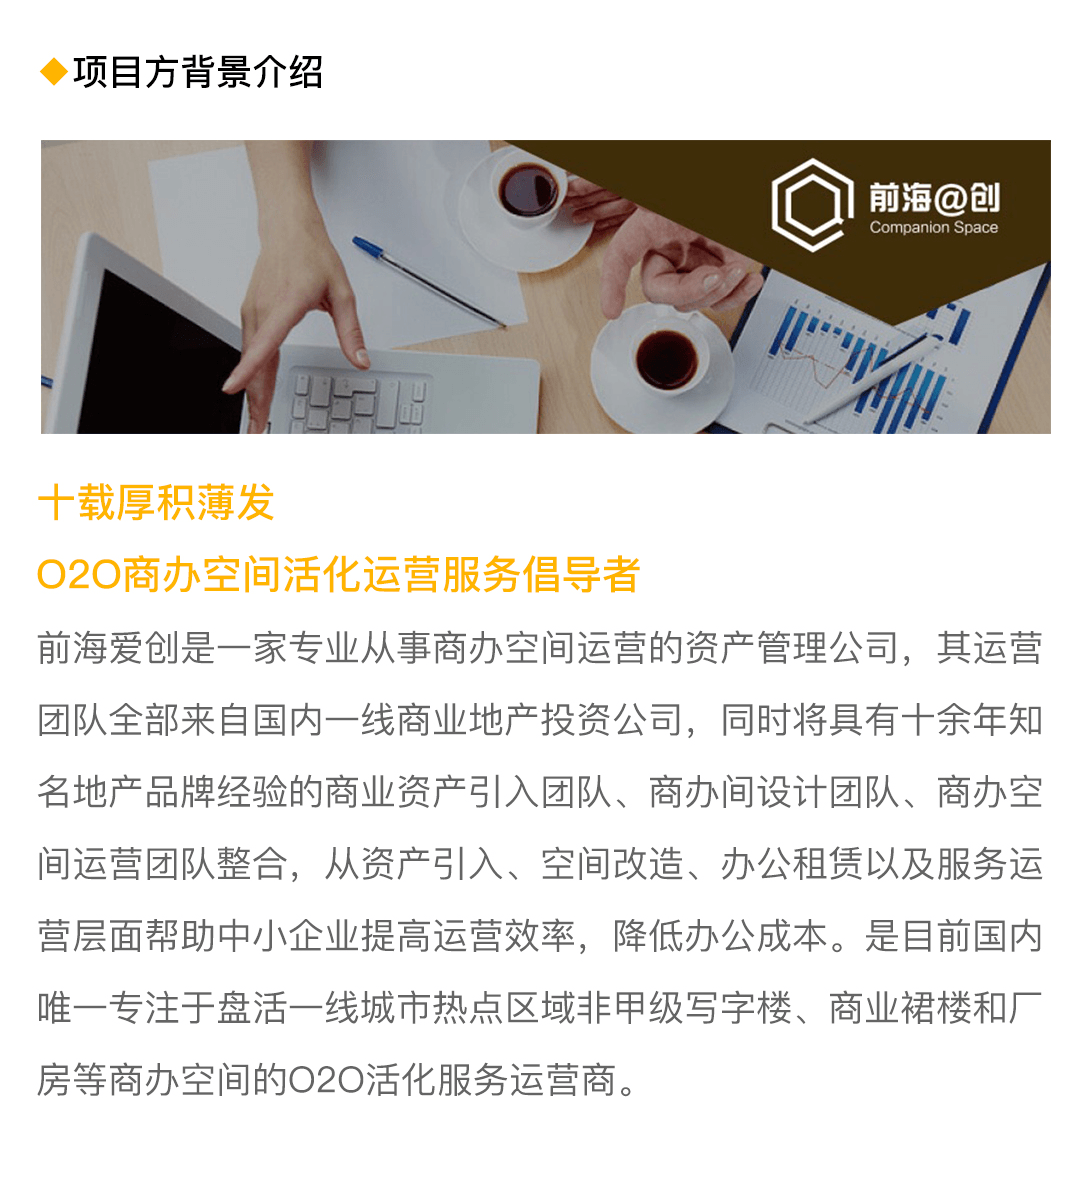 ◆项目方背景介绍
前海@创
Companion Space
十载厚积薄发
O2O商办空间活化运营服务倡导者
前海爱创是一家专业从事商办空间运营的资产管理公司，其运营
团队全部来自国内一线商业地产投资公司，同时将具有十余年知
名地产品牌经验的商业资产引入团队、商办间设计团队、商办空
间运营团队整合，从资产引入、空间改造、办公租赁以及服务运
营层面帮助中小企业提高运营效率，降低办公成本。是目前国内
唯一专注于盘活一线城市热点区域非甲级写字楼、商业裙楼和厂
房等商办空间的O2O活化服务运营商。